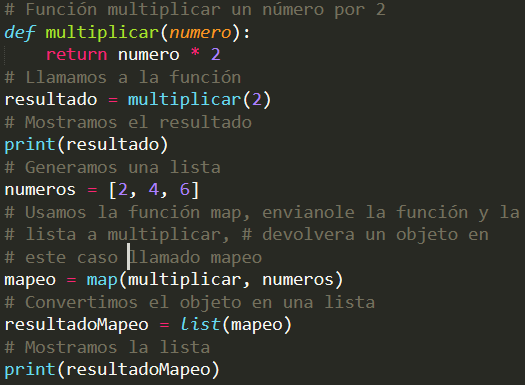 # Función multiplicar un número por 2
def multiplicar(numero):
    return numero * 2
# Llamamos a la función
resultado = multiplicar(2)
# Mostramos el resultado
print(resultado)
# Generamos una lista
numeros = [2, 4, 6]
# Usamos la función map, envianole la función y la
# lista a multiplicar, # devolvera un objeto en
# este caso llamado mapeo
mapeo = map(multiplicar, numeros)
# Convertimos el objeto en una lista
resultadoMapeo = list(mapeo)
# Mostramos la lista
print(resultadoMapeo)